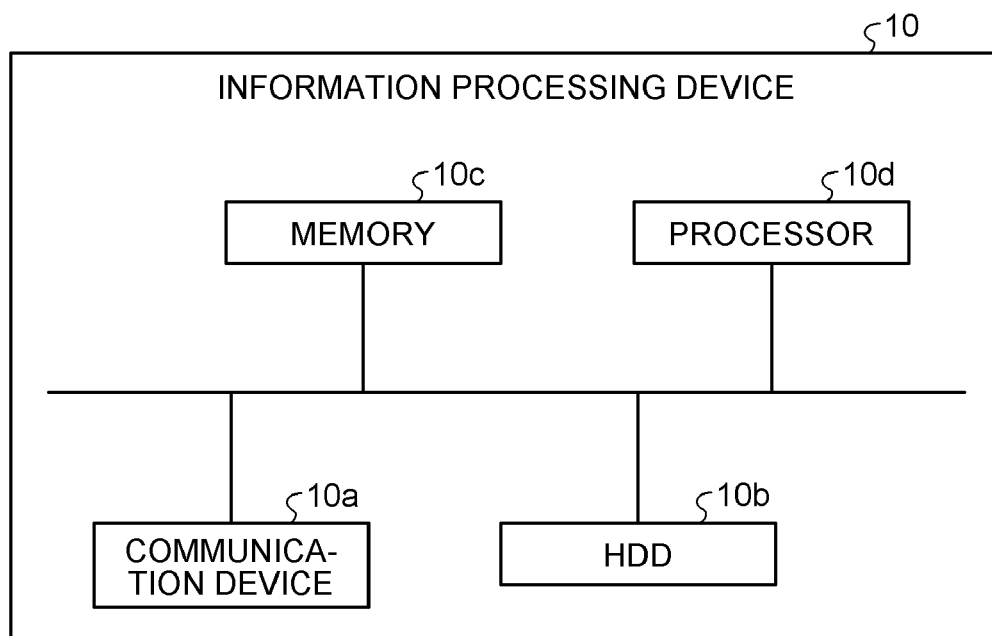 10
INFORMATION PROCESSING DEVICE
10c
10d
MEMORY
PROCESSOR
10a
10b
COMMUNICA-
TION DEVICE
HDD